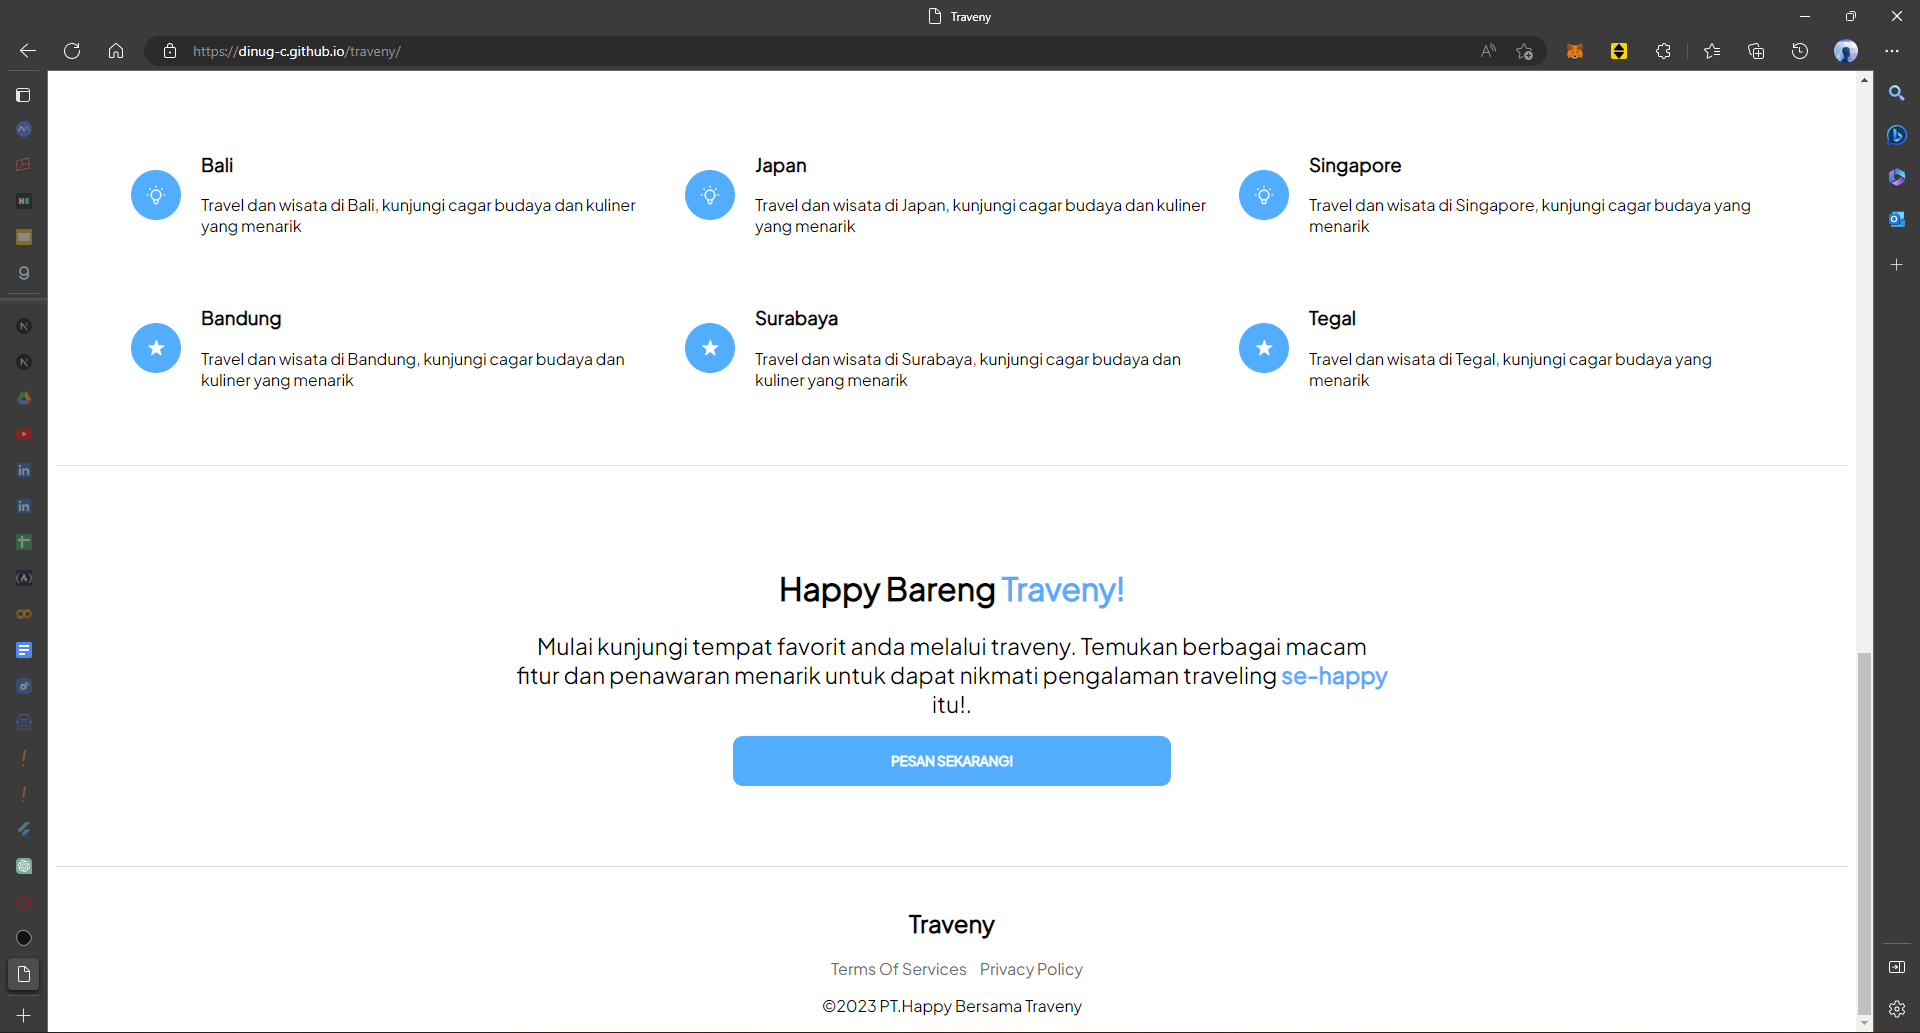 Traveny
https://dinug-c.github.io/traveny/
Bali
Travel dan wisata di Bali, kunjungi cagar budaya dan kuliner
yang menarik
Japan
Travel dan wisata di Japan, kunjungi cagar budaya dan kuliner
yang menarik
Singapore
Travel dan wisata di Singapore, kunjungi cagar budaya yang
menarik
Bandung
Travel dan wisata di Bandung, kunjungi cagar budaya dan
kuliner yang menarik
Surabaya
Travel dan wisata di Surabaya, kunjungi cagar budaya dan
kuliner yang menarik
Tegal
Travel dan wisata di Tegal, kunjungi cagar budaya yang
menarik
Happy Bareng Traveny!
Mulai kunjungi tempat favorit anda melalui traveny. Temukan berbagai macam
fitur dan penawaran menarik untuk dapat nikmati pengalaman traveling se-happy
itu!.
PESAN SEKARANG!
Traveny
Terms Of Services Privacy Policy
©2023 PT.Happy Bersama Traveny